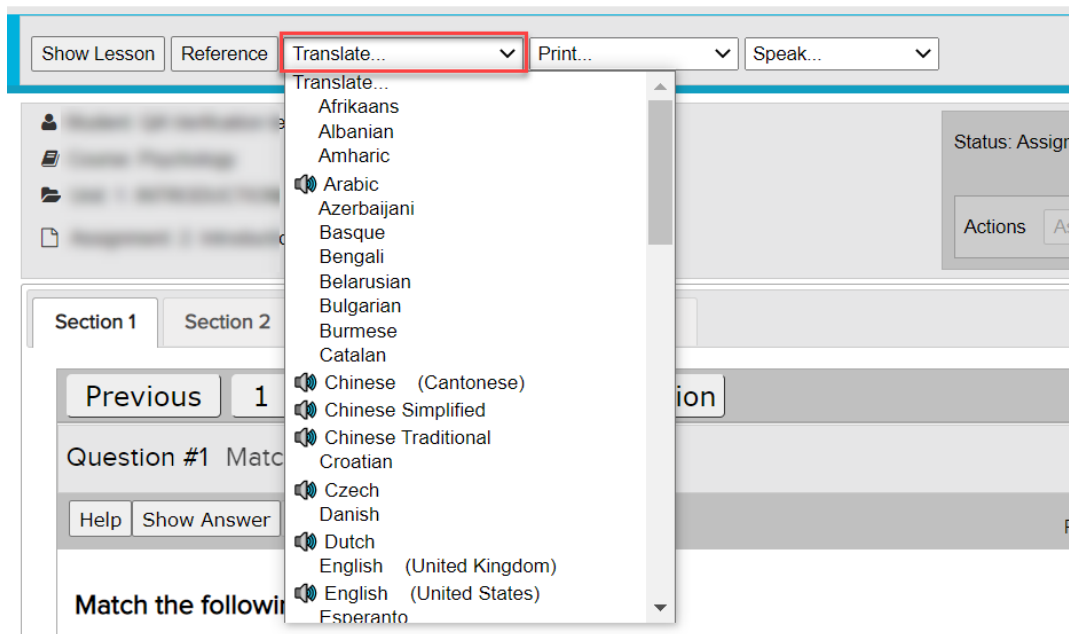 Show Lesson Reference Translate... Print... Speak...
Translate...
Afrikaans
Albanian
Amharic
Arabic
Azerbaijani
Basque
Bengali
Belarusian
Bulgarian
Burmese
Catalan
Chinese (Cantonese)
Chinese Simplified
Chinese Traditional
Croatian
Czech
Danish
Dutch
English (United Kingdom)
English (United States)
Esperanto
Status: Assign
Actions As
Section 1 Section 2
Previous 1 ion
Question #1 Matc
Help Show Answer
Match the followi